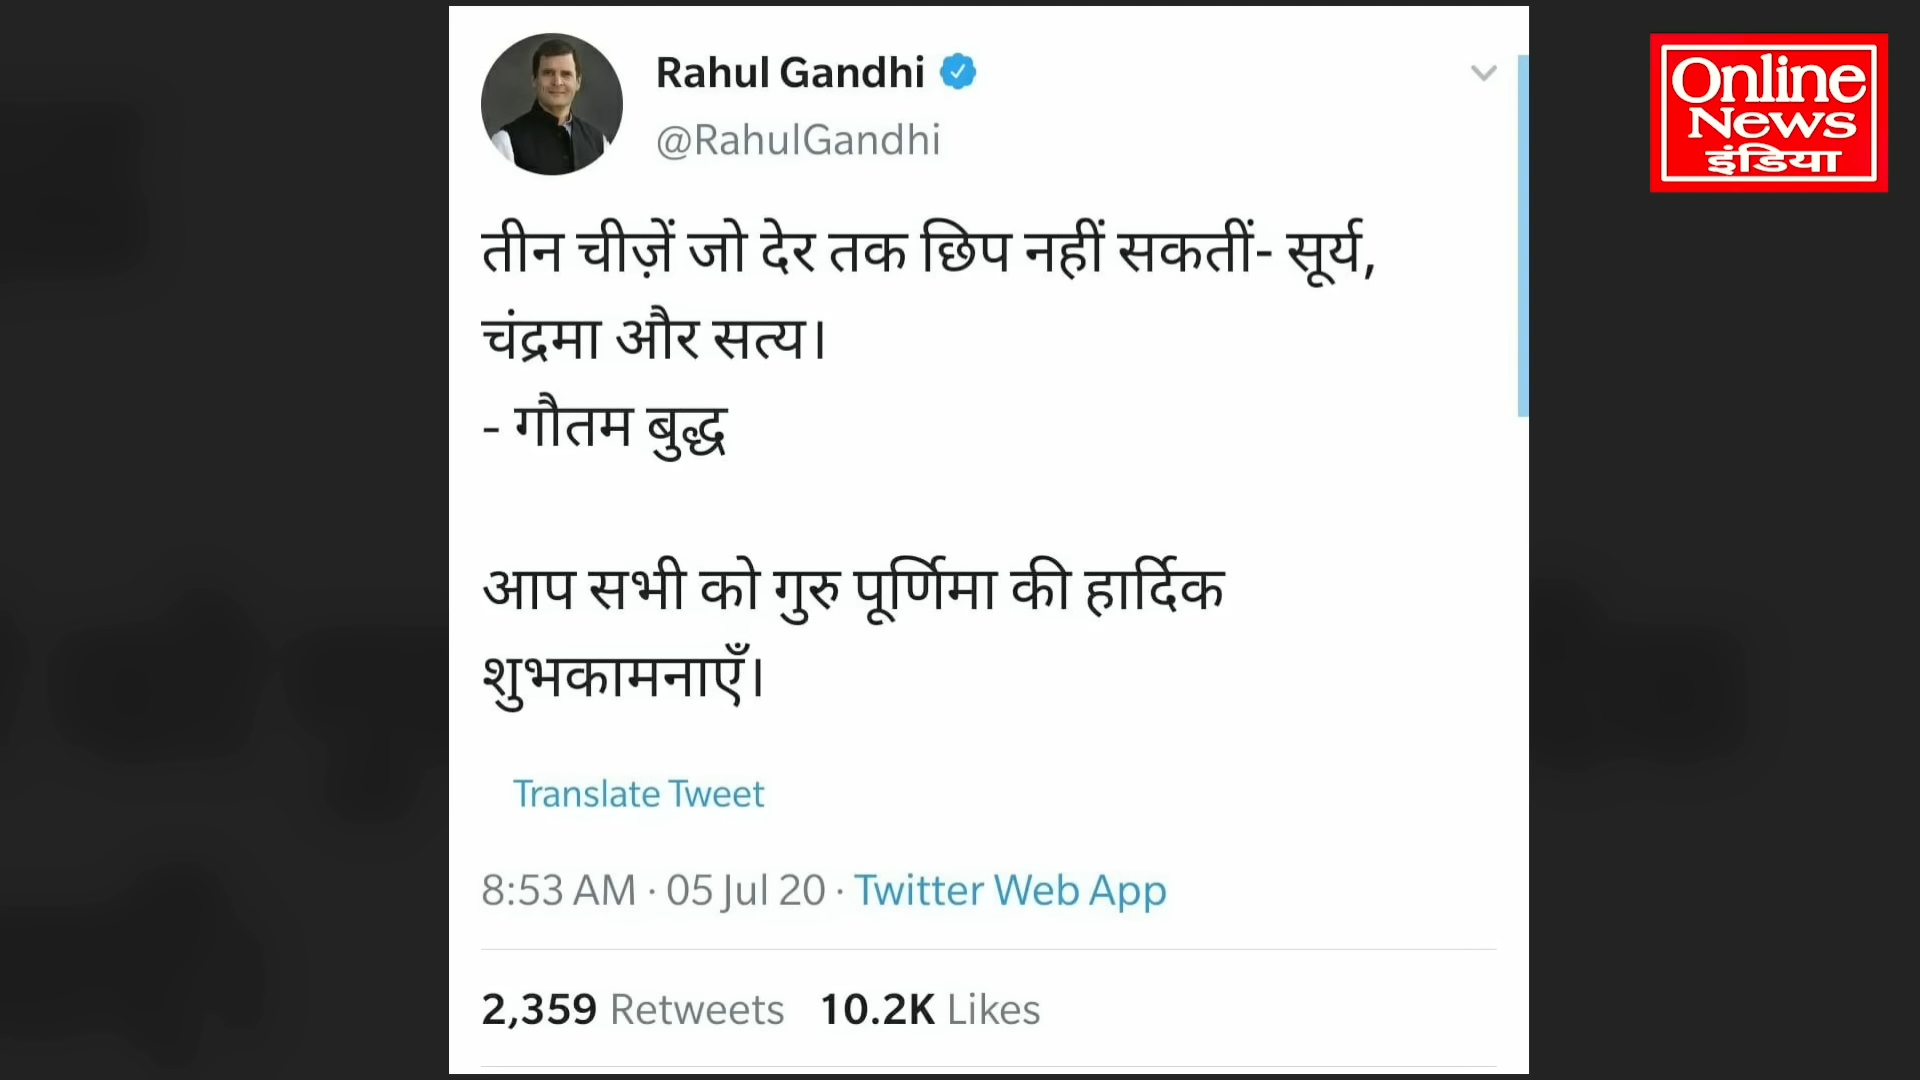 Rahul Gandhi
@RahulGandhi
तीन चीज़ें जो देर तक छिप नहीं सकतीं- सूर्य,
चंद्रमा और सत्य।
- गौतम बुद्ध
आप सभी को गुरु पूर्णिमा की हार्दिक
शुभकामनाएँ।
Translate Tweet
8:53 AM · 05 Jul 20 · Twitter Web App
2,359 Retweets 10.2K Likes
Online
News
इंडिया